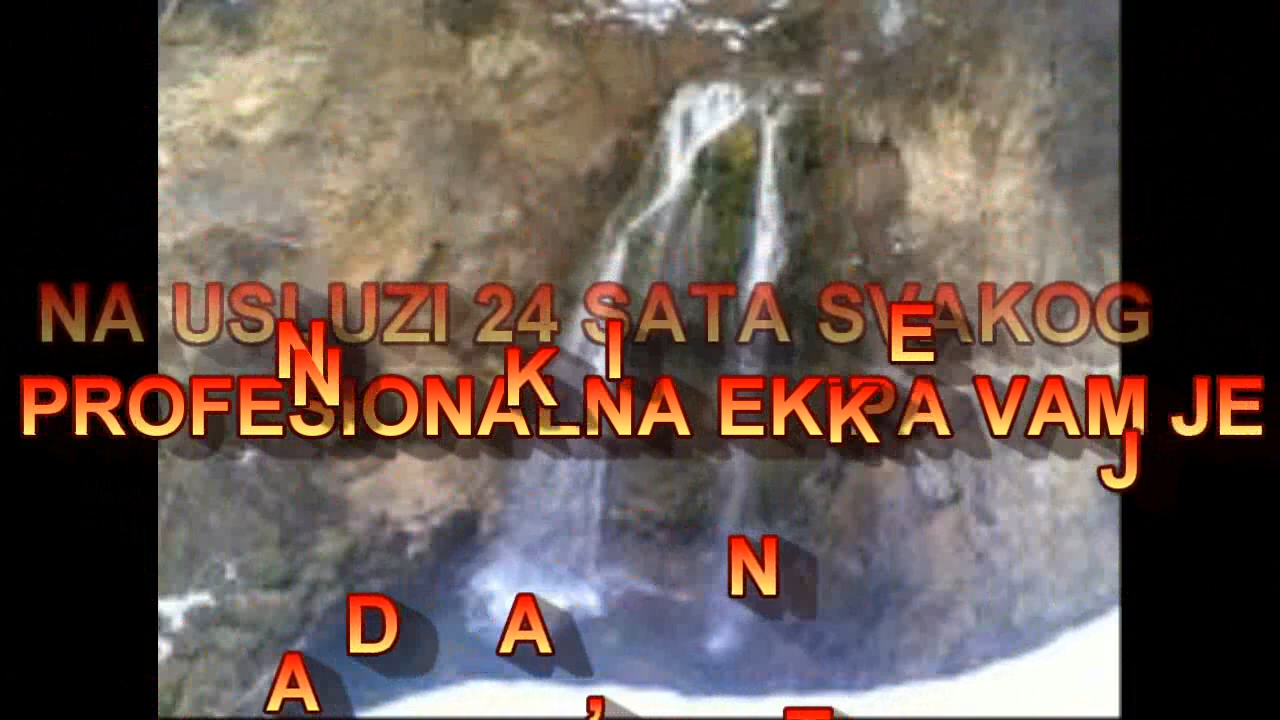 NA USLUZI 24 SATA SVAKOG
PROFESIONALNA EKIPA VAM JE
N
N
K
I
E
K
J
N
D
A
A
,